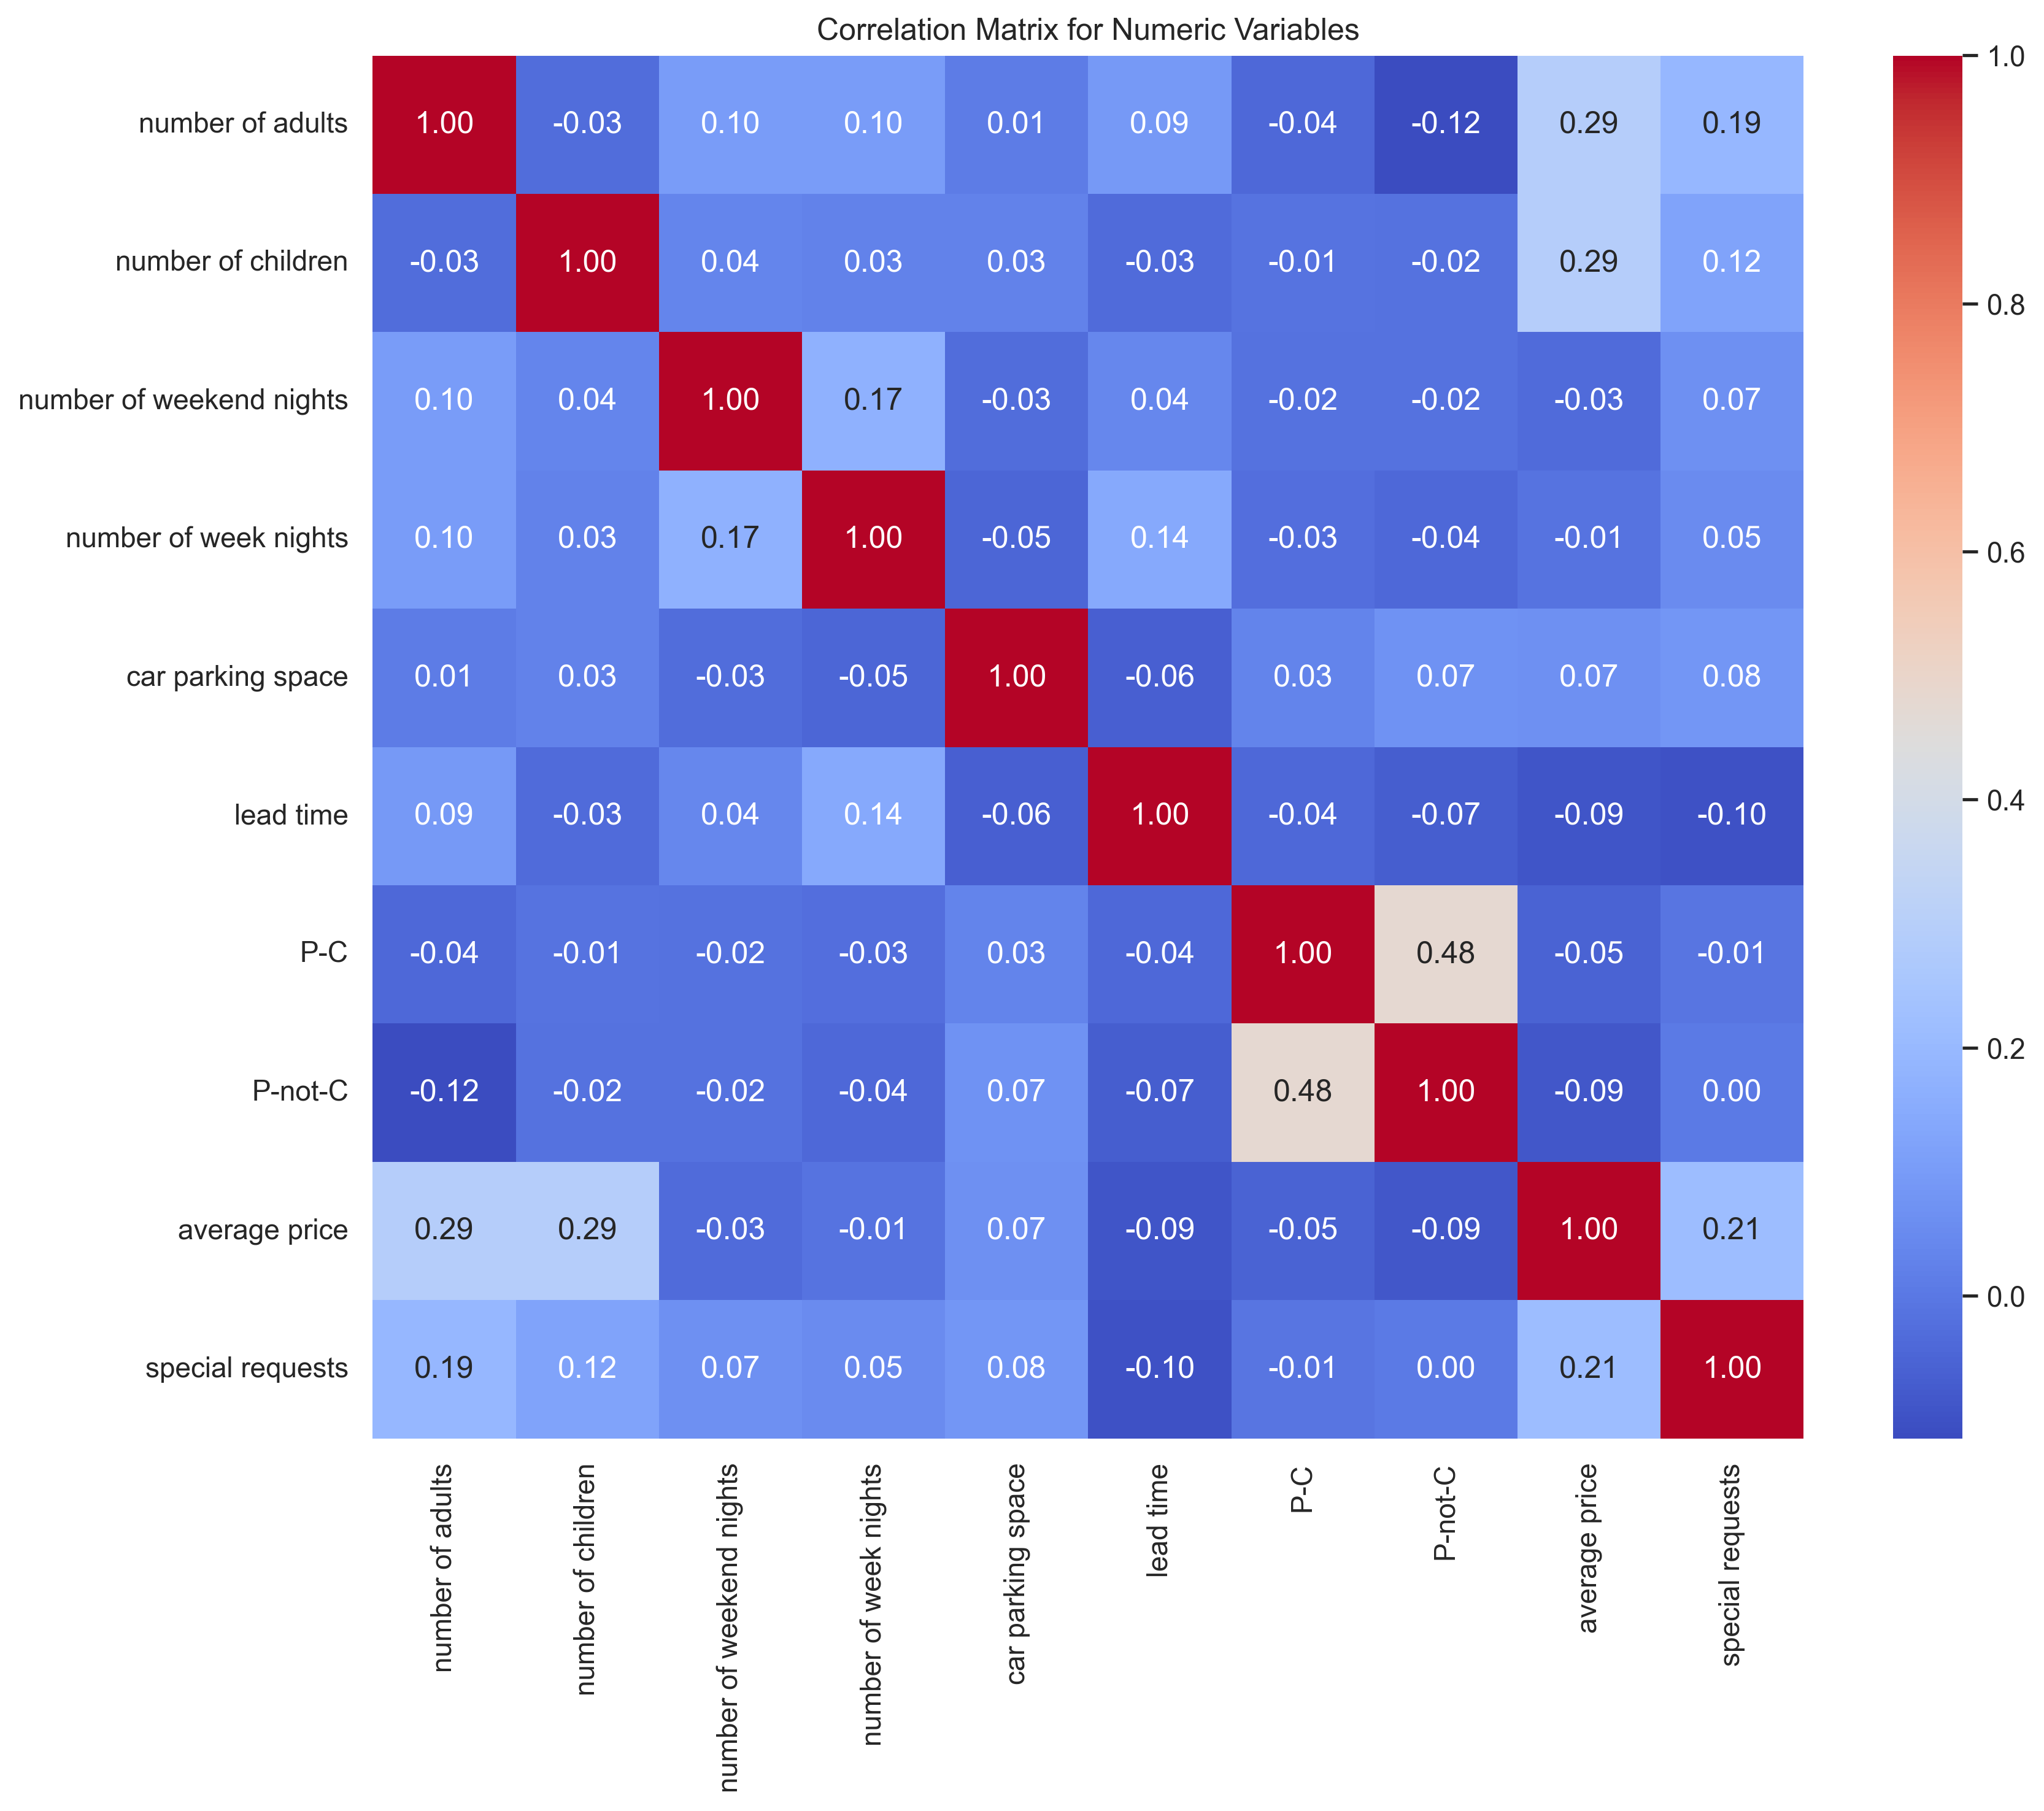 Correlation Matrix for Numeric Variables
number of adults 1.00 -0.03 0.10 0.10 0.01 0.09 -0.04 -0.12 0.29 0.19
number of children -0.03 1.00 0.04 0.03 0.03 -0.03 -0.01 -0.02 0.29 0.12
number of weekend nights 0.10 0.04 1.00 0.17 -0.03 0.04 -0.02 -0.02 -0.03 0.07
number of week nights 0.10 0.03 0.17 1.00 -0.05 0.14 -0.03 -0.04 -0.01 0.05
car parking space 0.01 0.03 -0.03 -0.05 1.00 -0.06 0.03 0.07 0.07 0.08
lead time 0.09 -0.03 0.04 0.14 -0.06 1.00 -0.04 -0.07 -0.09 -0.10
P-C -0.04 -0.01 -0.02 -0.03 0.03 -0.04 1.00 0.48 -0.05 -0.01
P-not-C -0.12 -0.02 -0.02 -0.04 0.07 -0.07 0.48 1.00 -0.09 0.00
average price 0.29 0.29 -0.03 -0.01 0.07 -0.09 -0.05 -0.09 1.00 0.21
special requests 0.19 0.12 0.07 0.05 0.08 -0.10 -0.01 0.00 0.21 1.00
number of adults
number of children
number of weekend nights
number of week nights
car parking space
lead time
P-C
P-not-C
average price
special requests
1.0
0.8
0.6
0.4
0.2
0.0